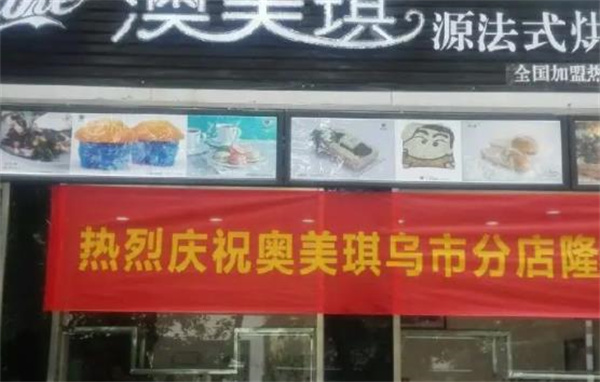 澳美琪
源法式烘
全国加盟热
热烈庆祝奥美琪乌市分店隆